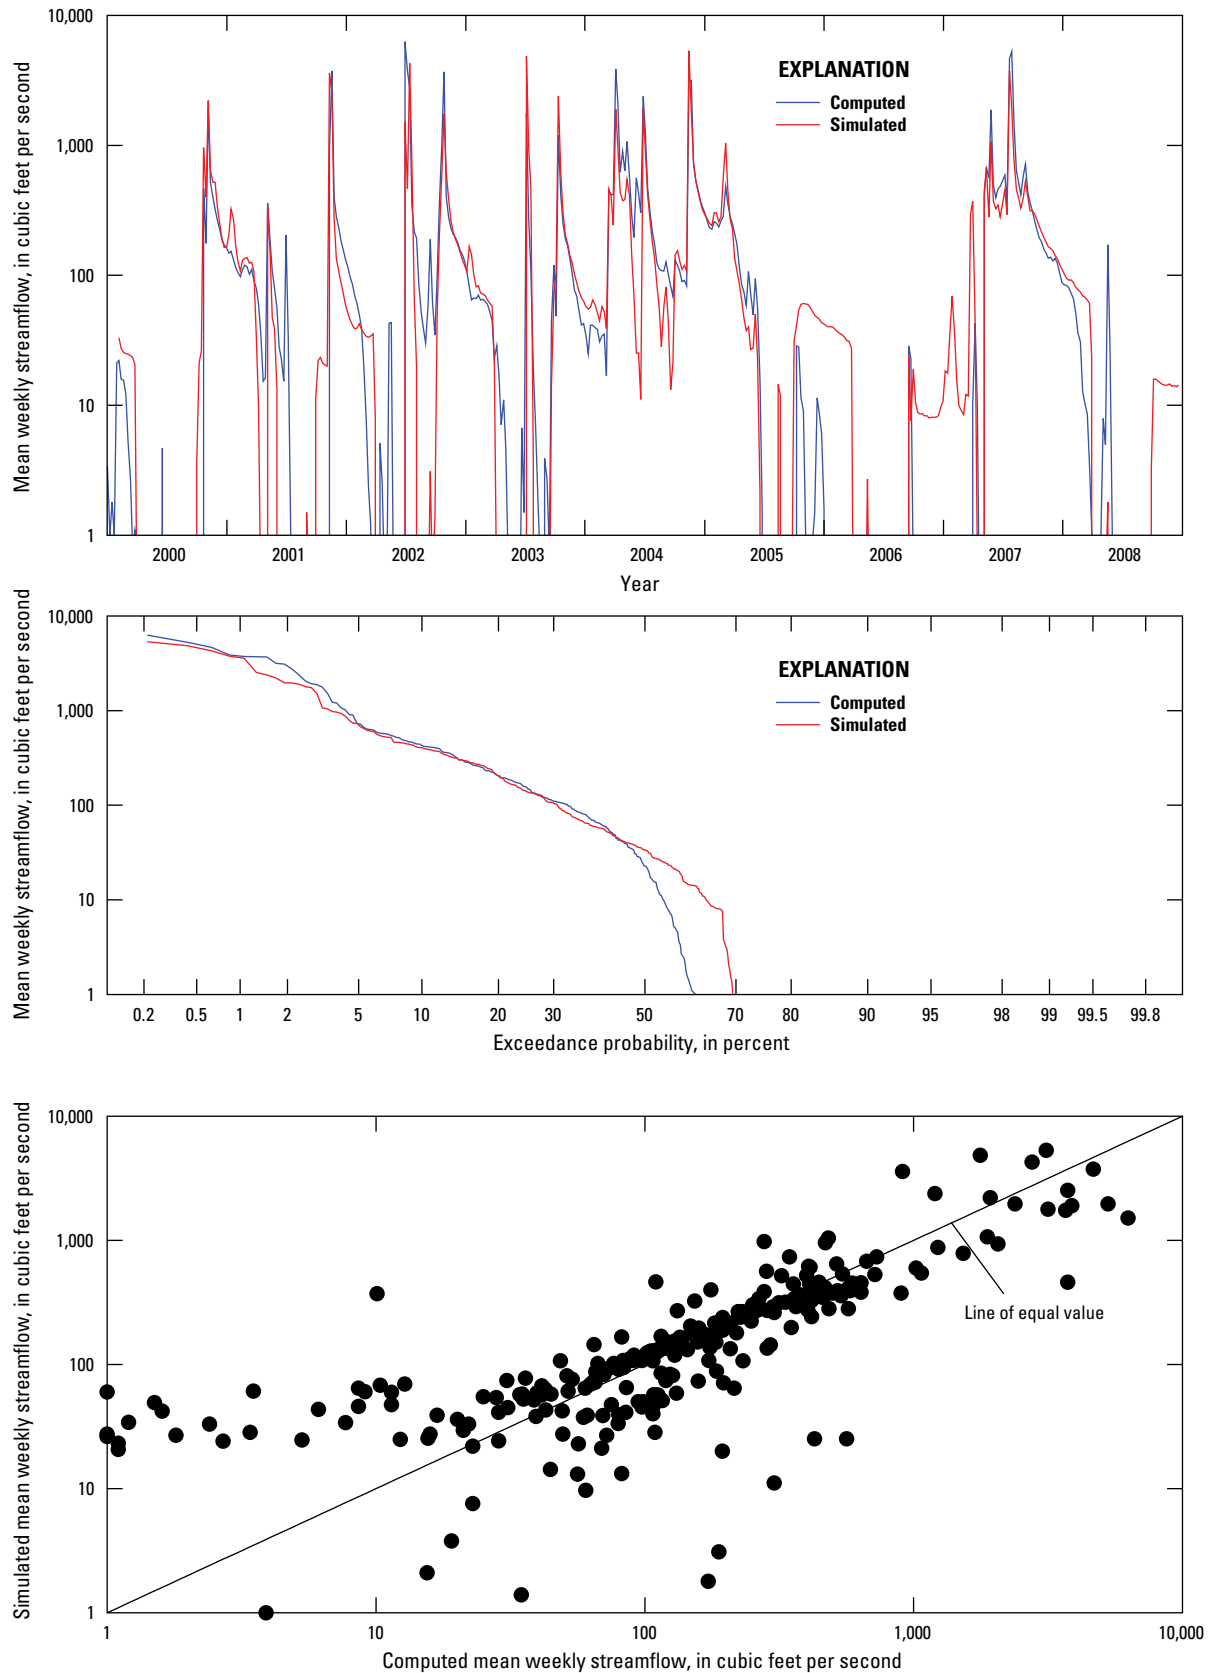 10,000
1,000
100
10
1
Mean weekly streamflow, in cubic feet per second
EXPLANATION
Computed
Simulated
2000 2001 2002 2003 2004 2005 2006 2007 2008
Year
10,000
1,000
100
10
1
Mean weekly streamflow, in cubic feet per second
EXPLANATION
Computed
Simulated
0.2 0.5 1 2 5 10 20 30 50 70 80 90 95 98 99 99.5 99.8
Exceedance probability, in percent
10,000
1,000
100
10
1
Simulated mean weekly streamflow, in cubic feet per second
Line of equal value
1 10 100 1,000 10,000
Computed mean weekly streamflow, in cubic feet per second